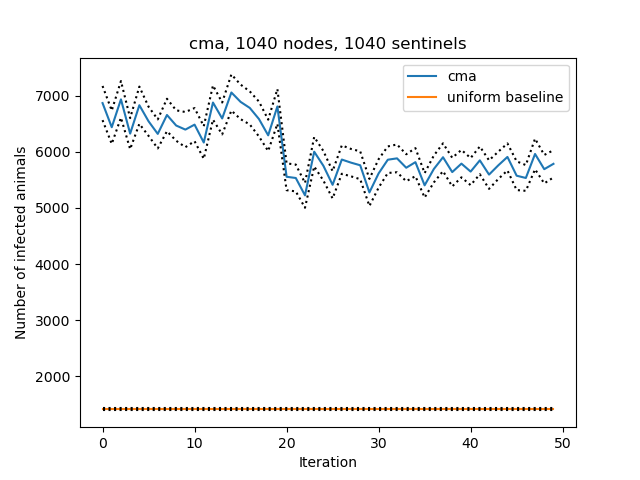 cma, 1040 nodes, 1040 sentinels
cma
uniform baseline
Number of infected animals
7000
6000
5000
4000
3000
2000
0 10 20 30 40 50
Iteration